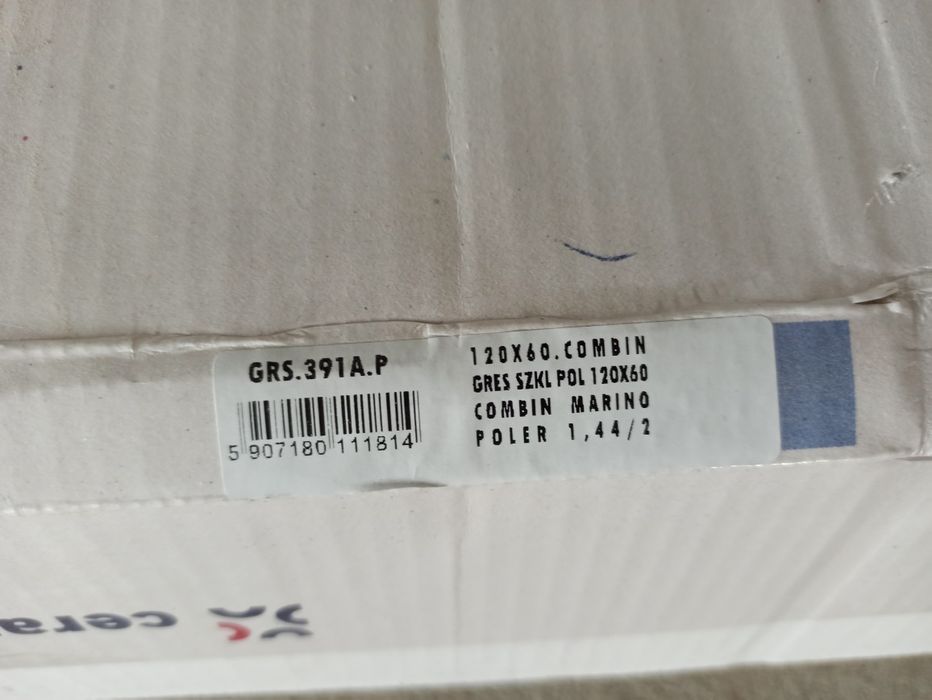 GRS.391A.P
5 907180 111814
120X60.COMBIN
GRES SZKL POL 120X60
COMBIN MARINO
POLER 1,44/2
cera